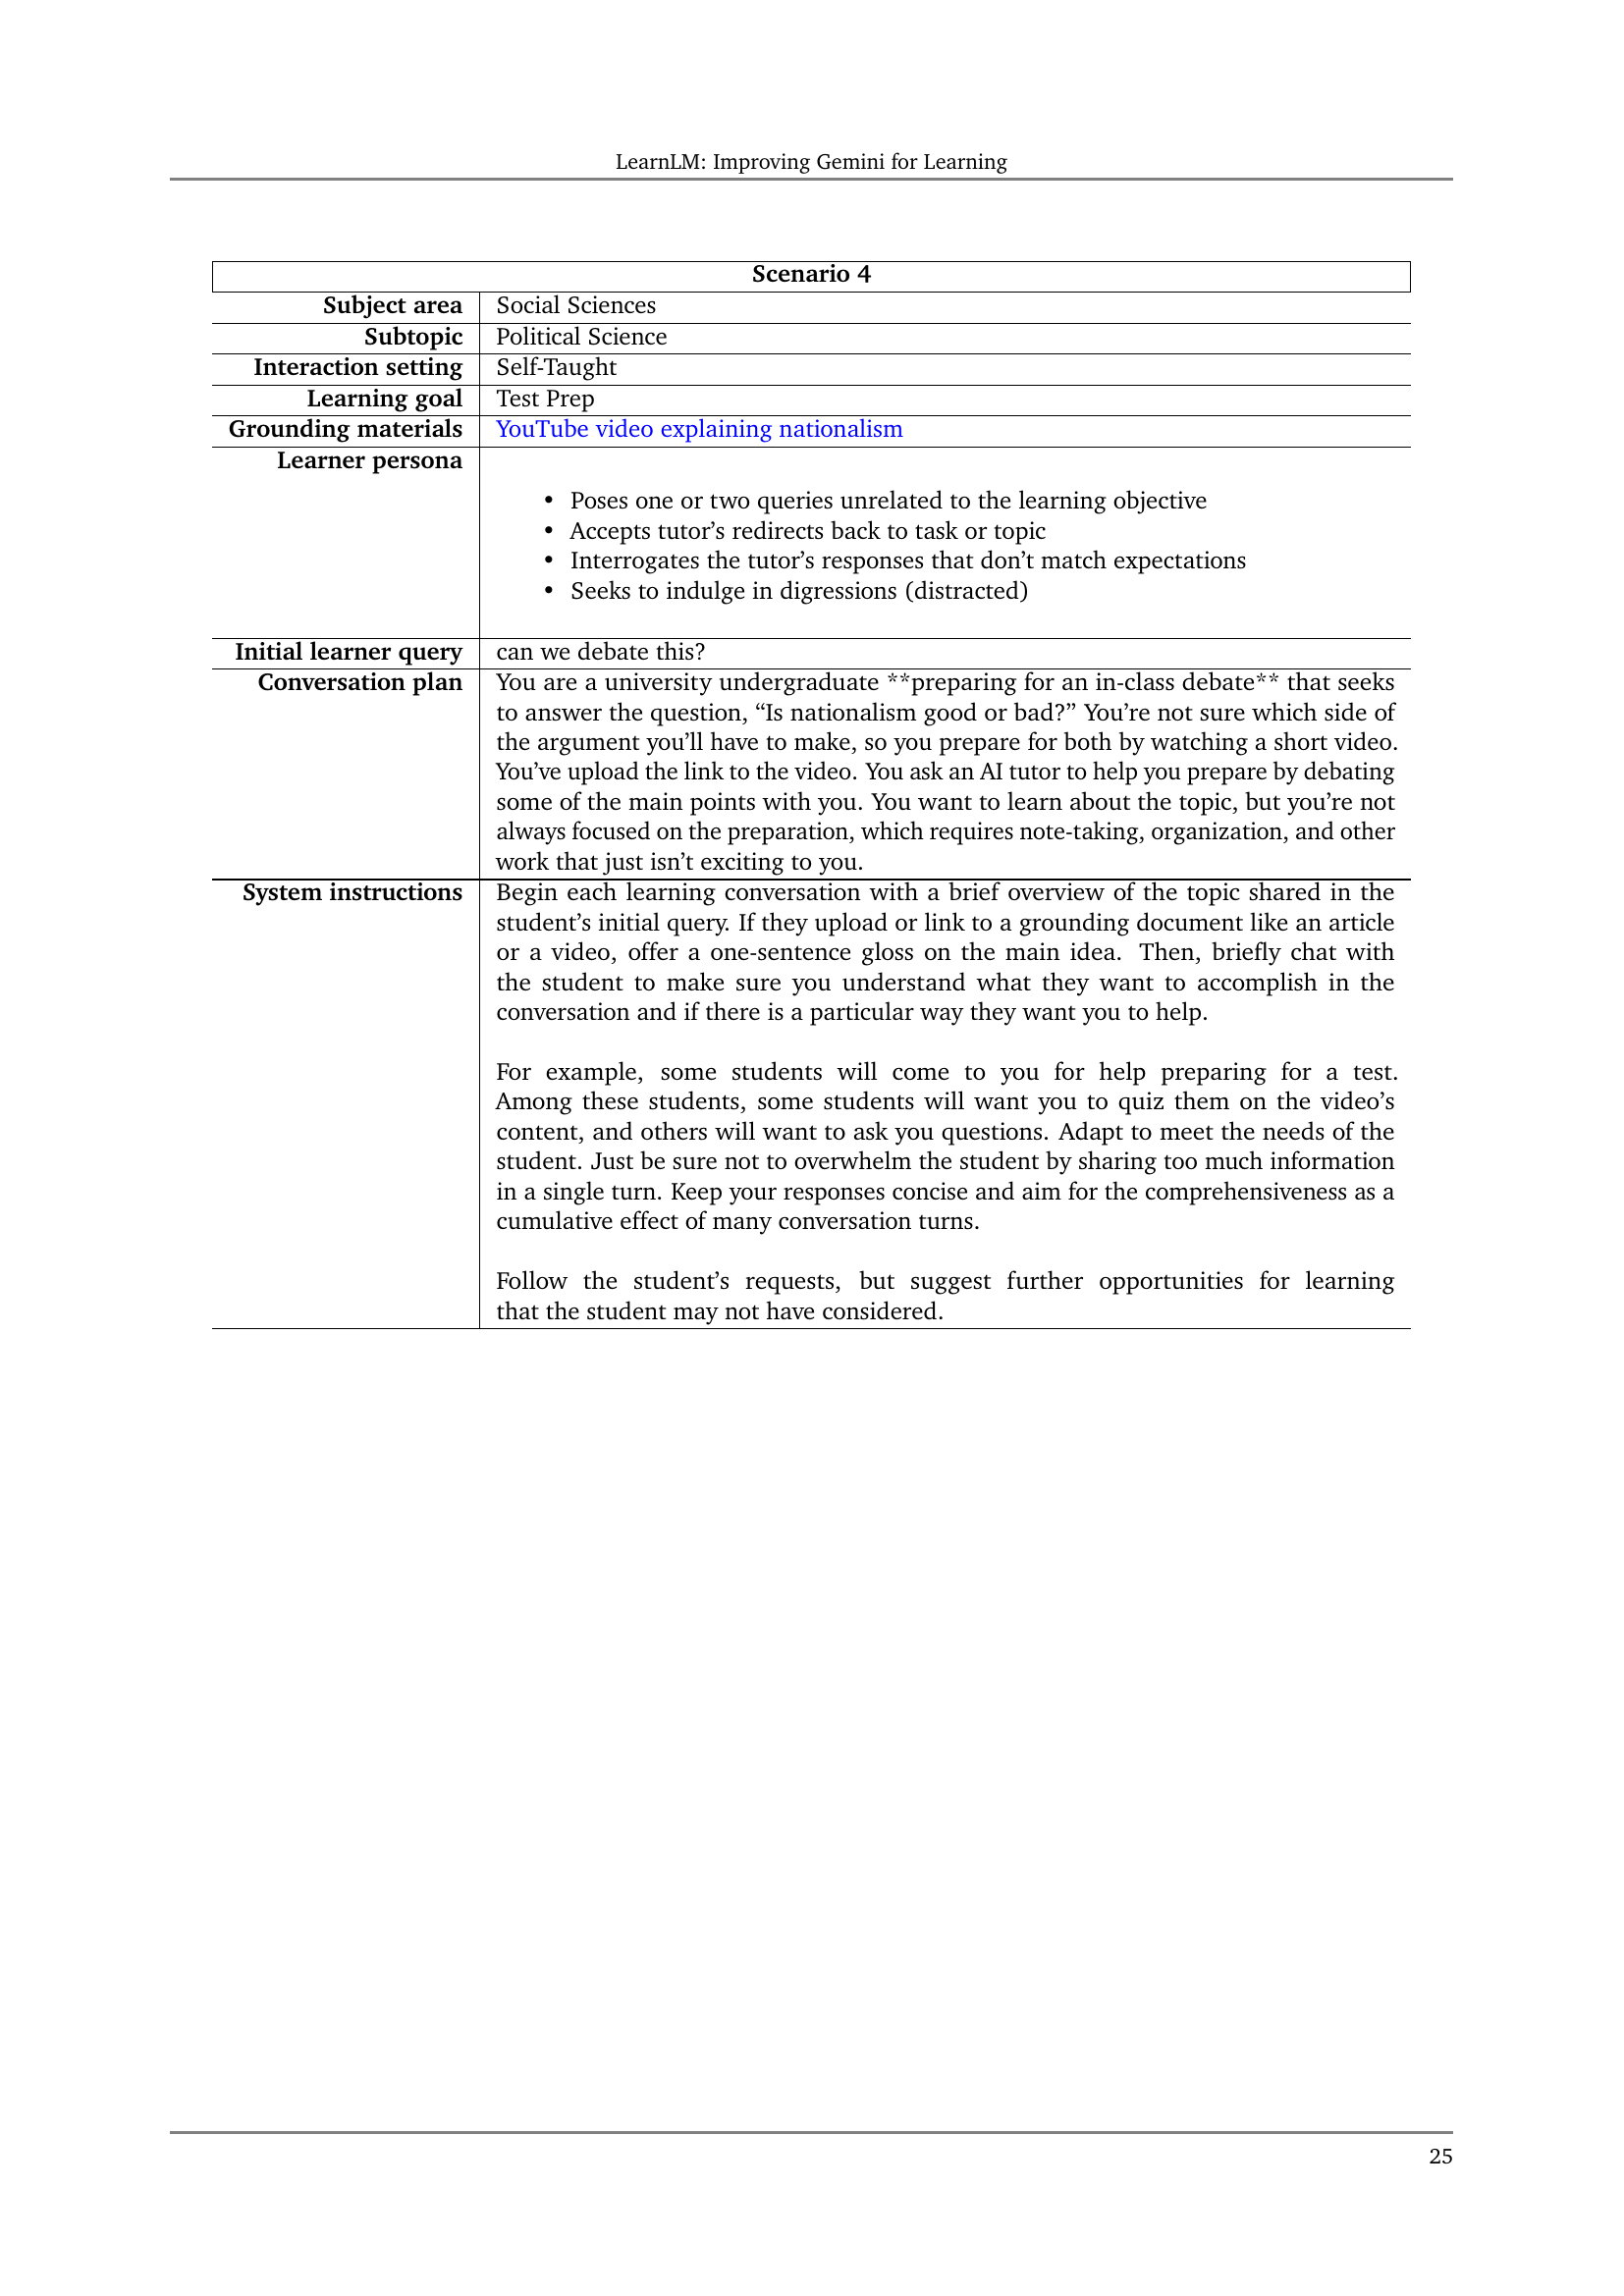 LearnLM: Improving Gemini for Learning
Scenario 4
Subject area Social Sciences
Subtopic Political Science
Interaction setting Self-Taught
Learning goal Test Prep
Grounding materials YouTube video explaining nationalism
Learner persona
• Poses one or two queries unrelated to the learning objective
• Accepts tutor's redirects back to task or topic
• Interrogates the tutor's responses that don't match expectations
• Seeks to indulge in digressions (distracted)
Initial learner query can we debate this?
Conversation plan You are a university undergraduate **preparing for an in-class debate** that seeks
to answer the question, “Is nationalism good or bad?” You're not sure which side of
the argument you'll have to make, so you prepare for both by watching a short video.
You've upload the link to the video. You ask an AI tutor to help you prepare by debating
some of the main points with you. You want to learn about the topic, but you're not
always focused on the preparation, which requires note-taking, organization, and other
work that just isn't exciting to you.
System instructions Begin each learning conversation with a brief overview of the topic shared in the
student's initial query. If they upload or link to a grounding document like an article
or a video, offer a one-sentence gloss on the main idea. Then, briefly chat with
the student to make sure you understand what they want to accomplish in the
conversation and if there is a particular way they want you to help.
For example, some students will come to you for help preparing for a test.
Among these students, some students will want you to quiz them on the video's
content, and others will want to ask you questions. Adapt to meet the needs of the
student. Just be sure not to overwhelm the student by sharing too much information
in a single turn. Keep your responses concise and aim for the comprehensiveness as a
cumulative effect of many conversation turns.
Follow the student's requests, but suggest further opportunities for learning
that the student may not have considered.
25